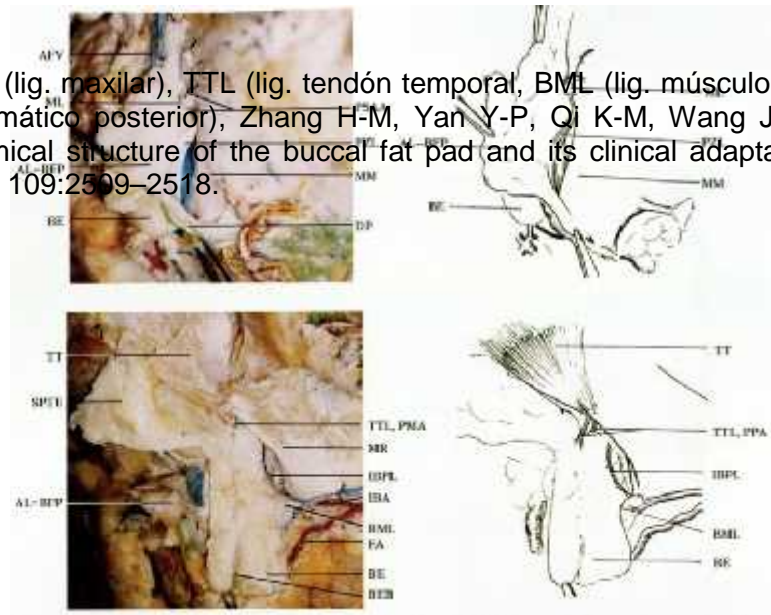 AFV
(lig. maxilar), TTL (lig. tendón temporal, BML (lig. músculo
mático posterior), Zhang H-M, Yan Y-P, Qi K-M, Wang J
nical structure of the buccal fat pad and its clinical adapta
109:2509–2518.
ML
MM
MM
BE
DP
BE
TT
SPTE
TTL, PMA
MR
IBPL
IBA
AL-BFP
BML
FA
BE
BEB
TT
TTL, PPA
IBPL
BML
BE